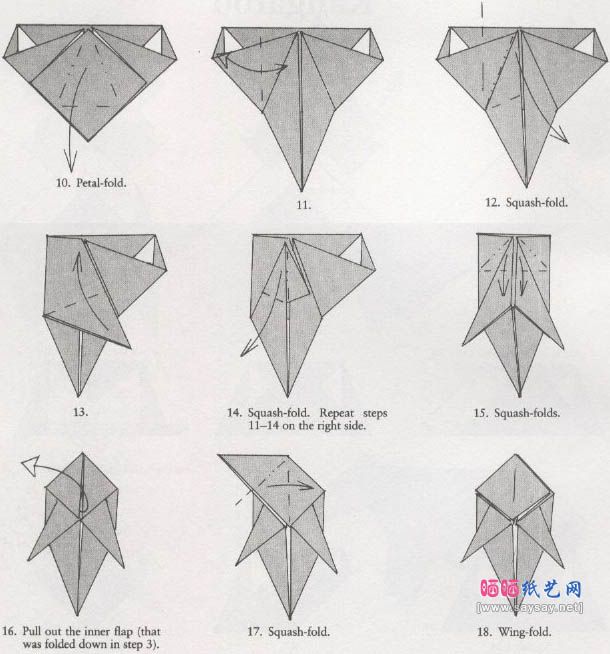 Kangaroo
10. Petal-fold.
11.
12. Squash-fold.
13.
14. Squash-fold. Repeat steps
11–14 on the right side.
15. Squash-folds.
16. Pull out the inner flap (that
was folded down in step 3).
17. Squash-fold.
18. Wing-fold.
晒晒纸艺网
[www.saysay.net]